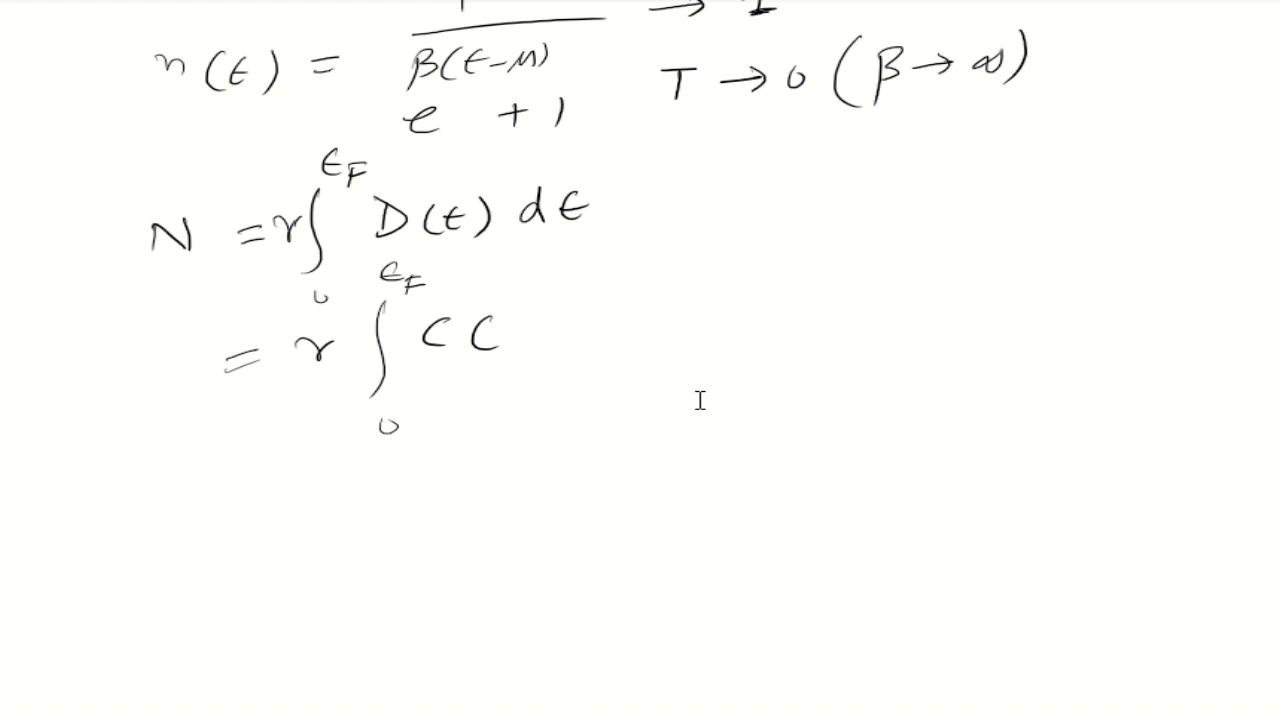 n(ϵ) = 1/(e^{β(ϵ-μ)} + 1) → 1
T → 0 (β → ∞)
N = γ∫₀^{ϵ_F} D(ϵ) dϵ
= γ ∫₀^{ϵ_F} C C